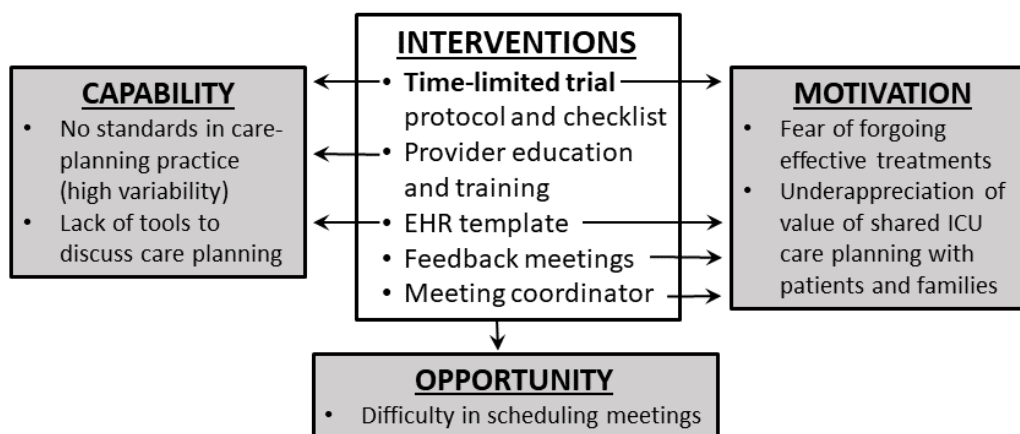 INTERVENTIONS
• Time-limited trial
protocol and checklist
• Provider education
and training
• EHR template
• Feedback meetings
• Meeting coordinator
CAPABILITY
• No standards in care-
planning practice
(high variability)
• Lack of tools to
discuss care planning
MOTIVATION
• Fear of forgoing
effective treatments
• Underappreciation of
value of shared ICU
care planning with
patients and families
OPPORTUNITY
• Difficulty in scheduling meetings